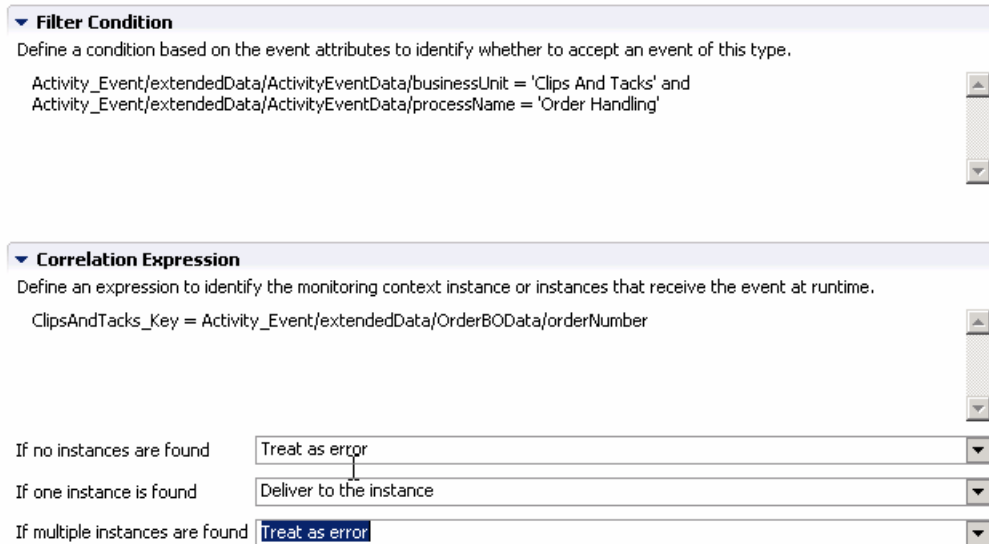 Filter Condition
Define a condition based on the event attributes to identify whether to accept an event of this type.
Activity_Event/extendedData/ActivityEventData/businessUnit = 'Clips And Tacks' and
Activity_Event/extendedData/ActivityEventData/processName = 'Order Handling'
Correlation Expression
Define an expression to identify the monitoring context instance or instances that receive the event at runtime.
ClipsAndTacks_Key = Activity_Event/extendedData/OrderBOData/orderNumber
If no instances are found Treat as error
If one instance is found Deliver to the instance
If multiple instances are found Treat as error